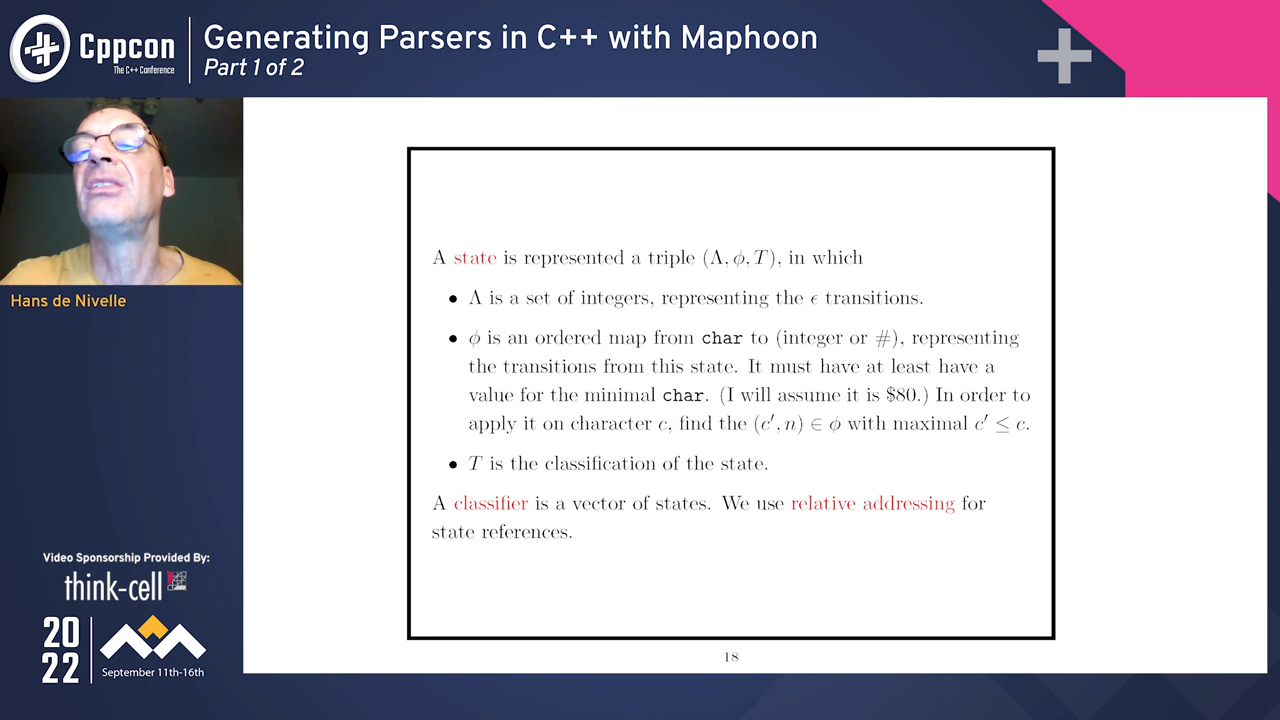 Cppcon
The C++ Conference
Generating Parsers in C++ with Maphoon
Part 1 of 2
Hans de Nivelle
A state is represented a triple (Λ, ϕ, T), in which
• Λ is a set of integers, representing the ϵ transitions.
• ϕ is an ordered map from char to (integer or #), representing
the transitions from this state. It must have at least have a
value for the minimal char. (I will assume it is $80.) In order to
apply it on character c, find the (c′, n) ∈ ϕ with maximal c′ ≤ c.
• T is the classification of the state.
A classifier is a vector of states. We use relative addressing for
state references.
18
Video Sponsorship Provided By:
think-cell
2022
September 11th-16th